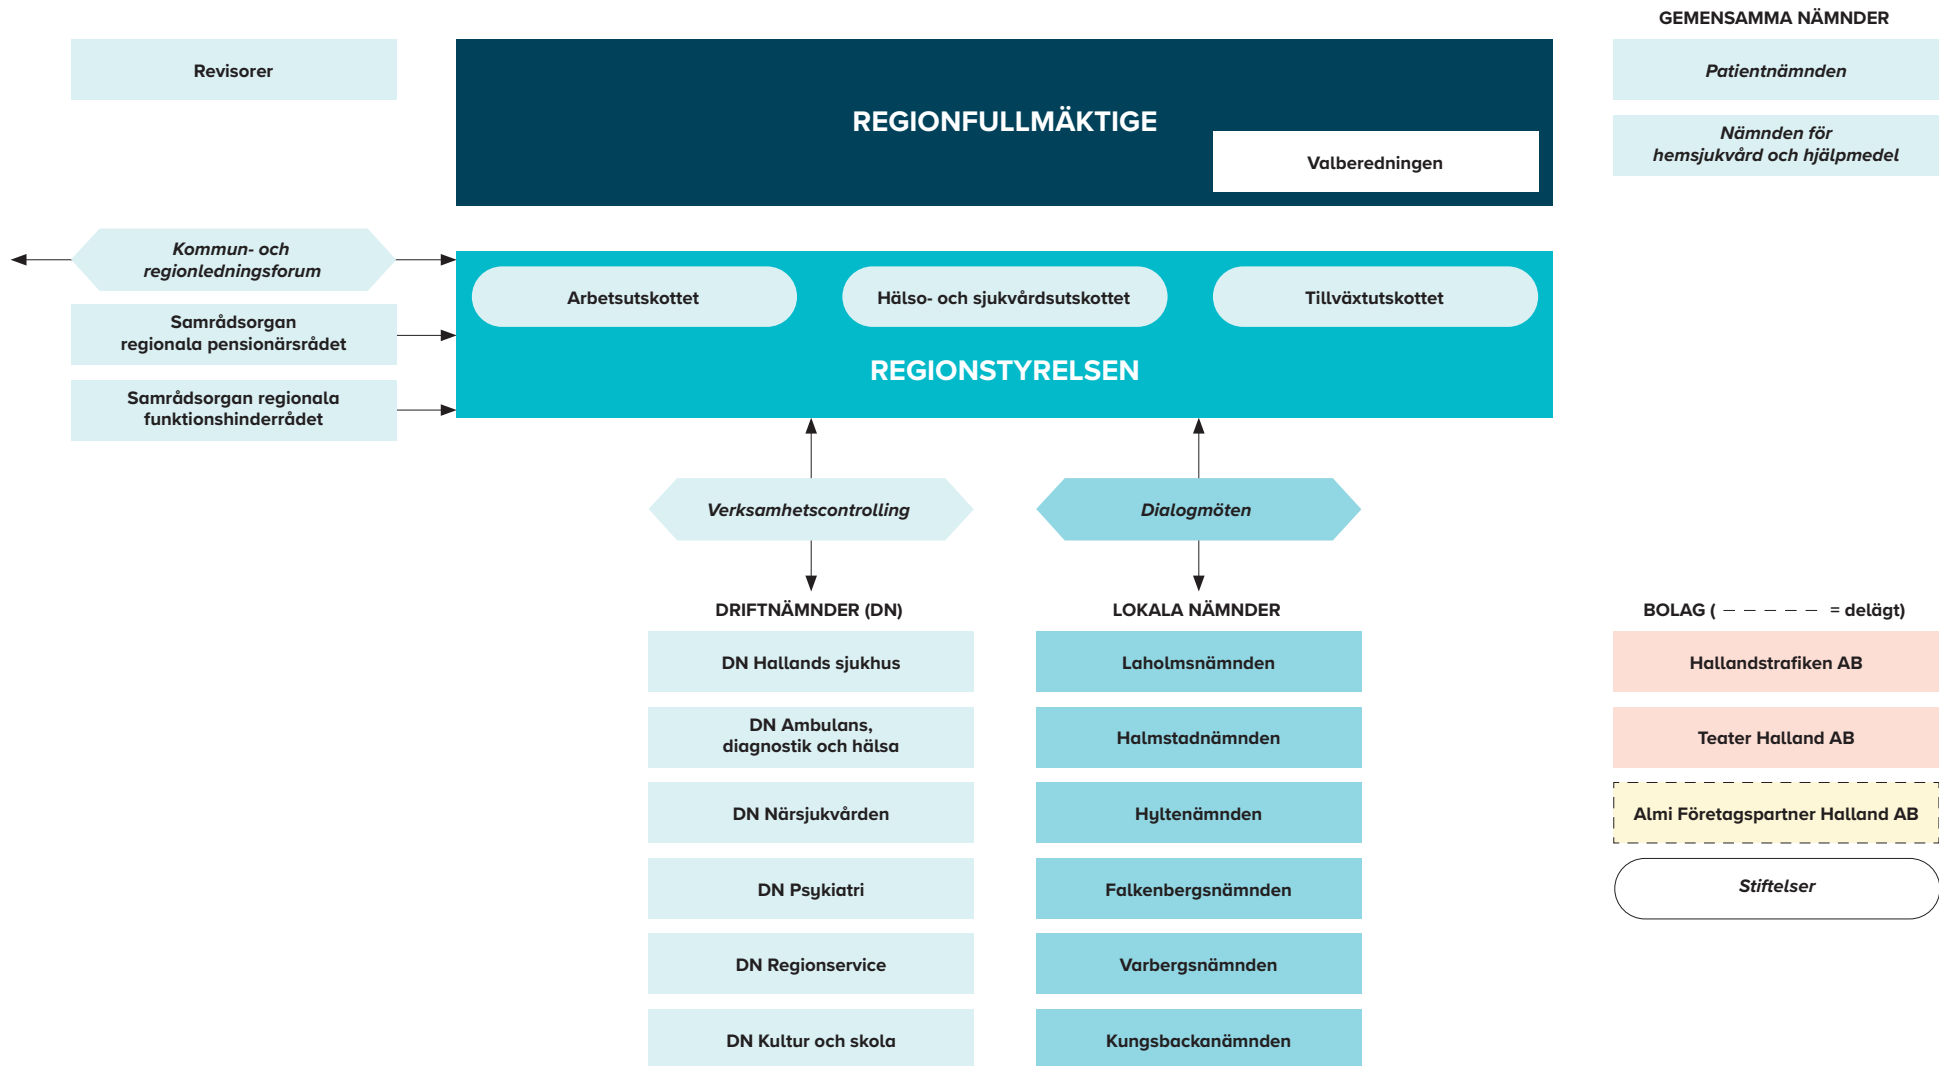 GEMENSAMMA NÄMNDER
Revisorer
REGIONFULLMÄKTIGE
Valberedningen
Patientnämnden
Nämnden för
hemsjukvård och hjälpmedel
Kommun- och
regionledningsforum
Samrådsorgan
regionala pensionärsrådet
Samrådsorgan regionala
funktionshinderrådet
Arbetsutskottet
Hälso- och sjukvårdsutskottet
Tillväxtutskottet
REGIONSTYRELSEN
Verksamhetscontrolling
Dialogmöten
DRIFTNÄMNDER (DN)
DN Hallands sjukhus
DN Ambulans,
diagnostik och hälsa
DN Närsjukvården
DN Psykiatri
DN Regionservice
DN Kultur och skola
LOKALA NÄMNDER
Laholmsnämnden
Halmstadnämnden
Hyltenämnden
Falkenbergsnämnden
Varbergsnämnden
Kungsbackanämnden
BOLAG ( – – – – – = delägt)
Hallandstrafiken AB
Teater Halland AB
Almi Företagspartner Halland AB
Stiftelser